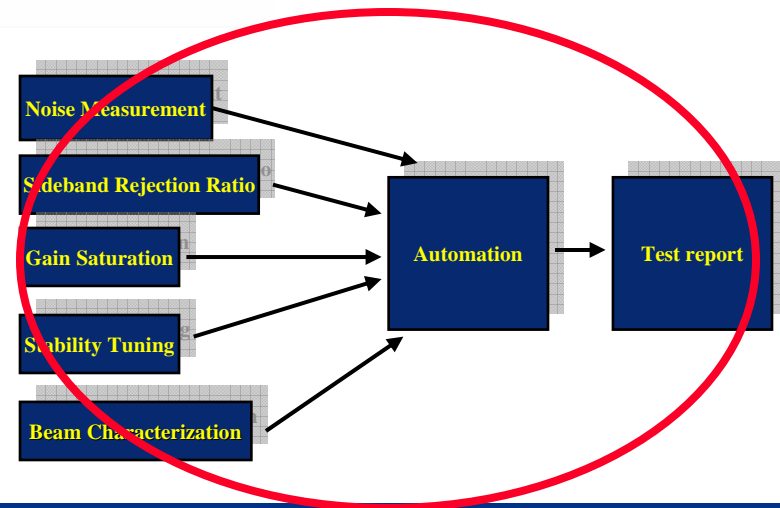 Noise Measurement
Sideband Rejection Ratio
Gain Saturation
Automation
Test report
Stability Tuning
Beam Characterization